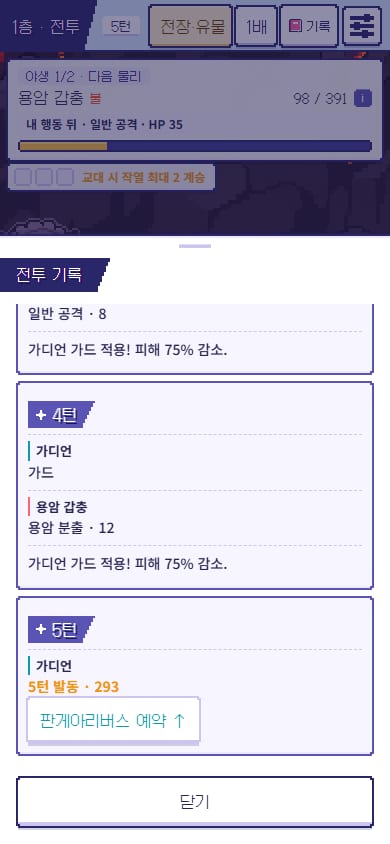 1층 · 전투
5턴
전장·유물
1배
기록
야생 1/2 · 다음 물리
용암 갑충 불
98 / 391
i
내 행동 뒤 · 일반 공격 · HP 35
교대 시 작열 최대 2 계승
전투 기록
일반 공격 · 8
가디언 가드 적용! 피해 75% 감소.
+ 4턴
가디언
가드
용암 갑충
용암 분출 · 12
가디언 가드 적용! 피해 75% 감소.
+ 5턴
가디언
5턴 발동 · 293
판게아리버스 예약 ↑
닫기